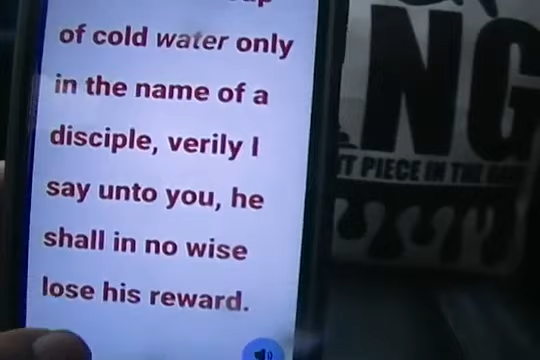 of cold water only
in the name of a
disciple, verily I
say unto you, he
shall in no wise
lose his reward.
NG
PIECE IN THE